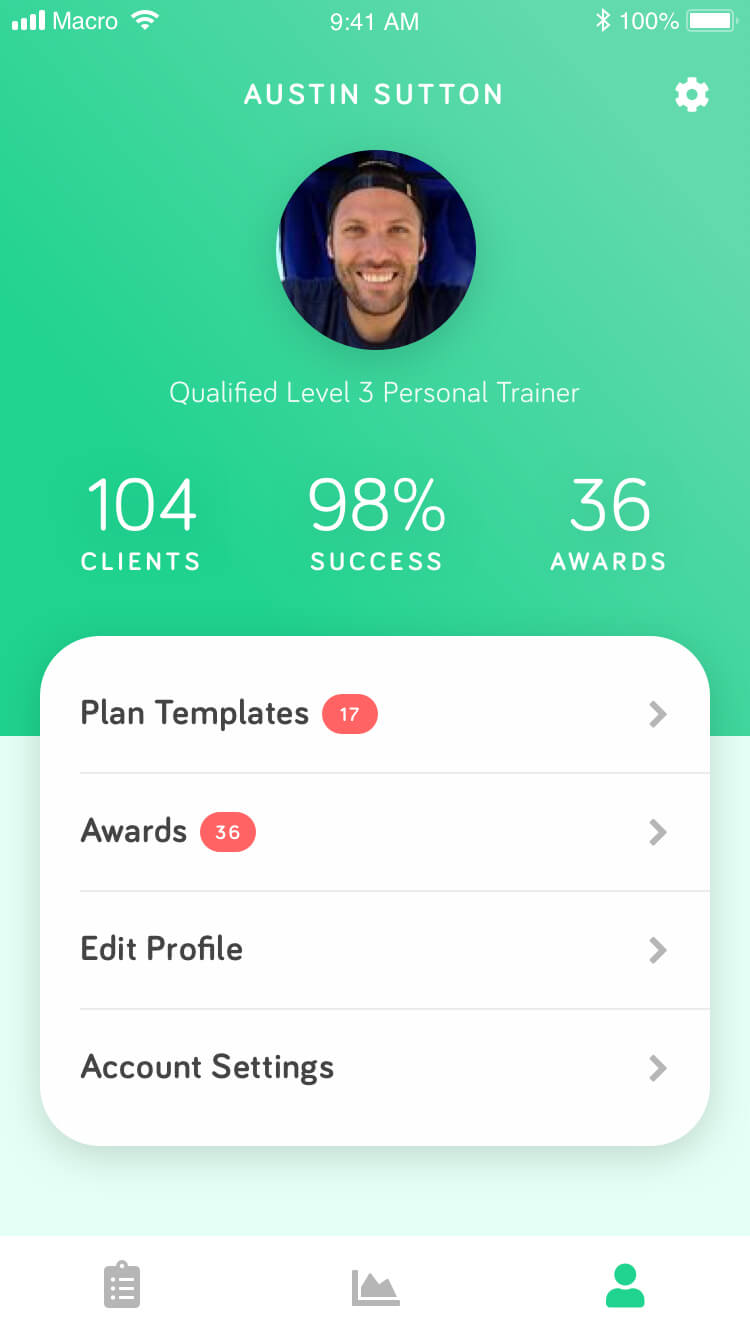 Macro 9:41 AM 100%
AUSTIN SUTTON
Qualified Level 3 Personal Trainer
104 98% 36
CLIENTS SUCCESS AWARDS
Plan Templates 17
Awards 36
Edit Profile
Account Settings